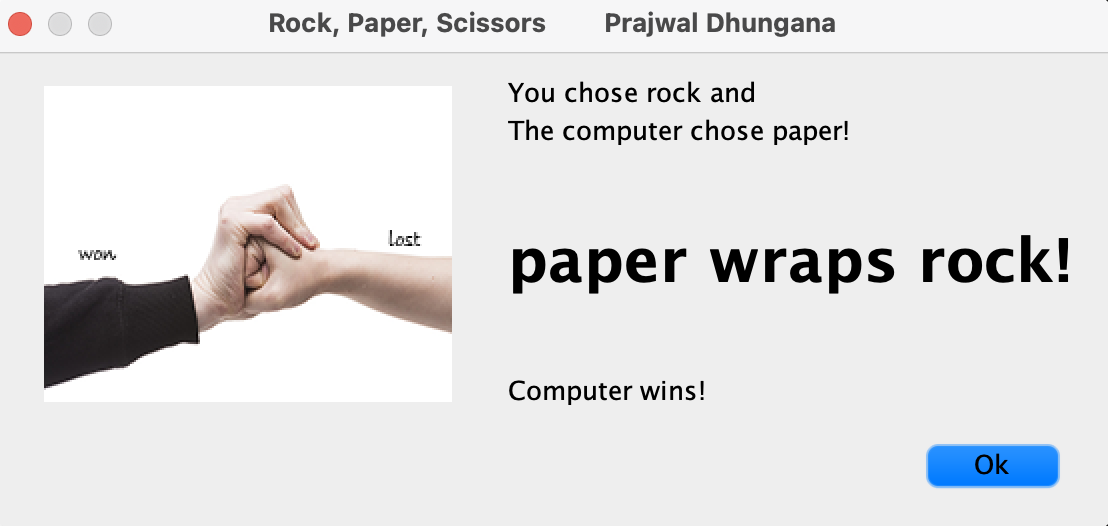 Rock, Paper, Scissors Prajwal Dhungana
You chose rock and
The computer chose paper!
won
lost
paper wraps rock!
Computer wins!
Ok